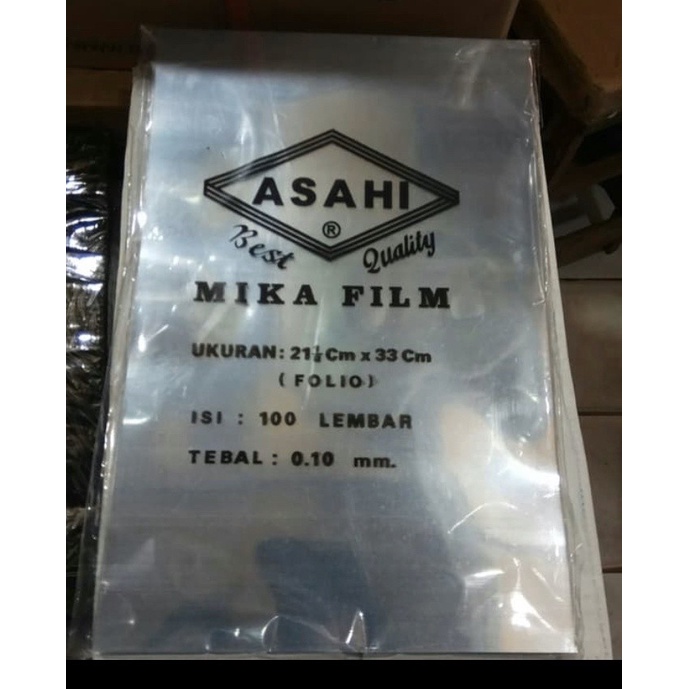 ASAHI
®
Best Quality
MIKA FILM
UKURAN: 21½ Cm x 33 Cm
( FOLIO )
ISI : 100 LEMBAR
TEBAL : 0.10 mm.